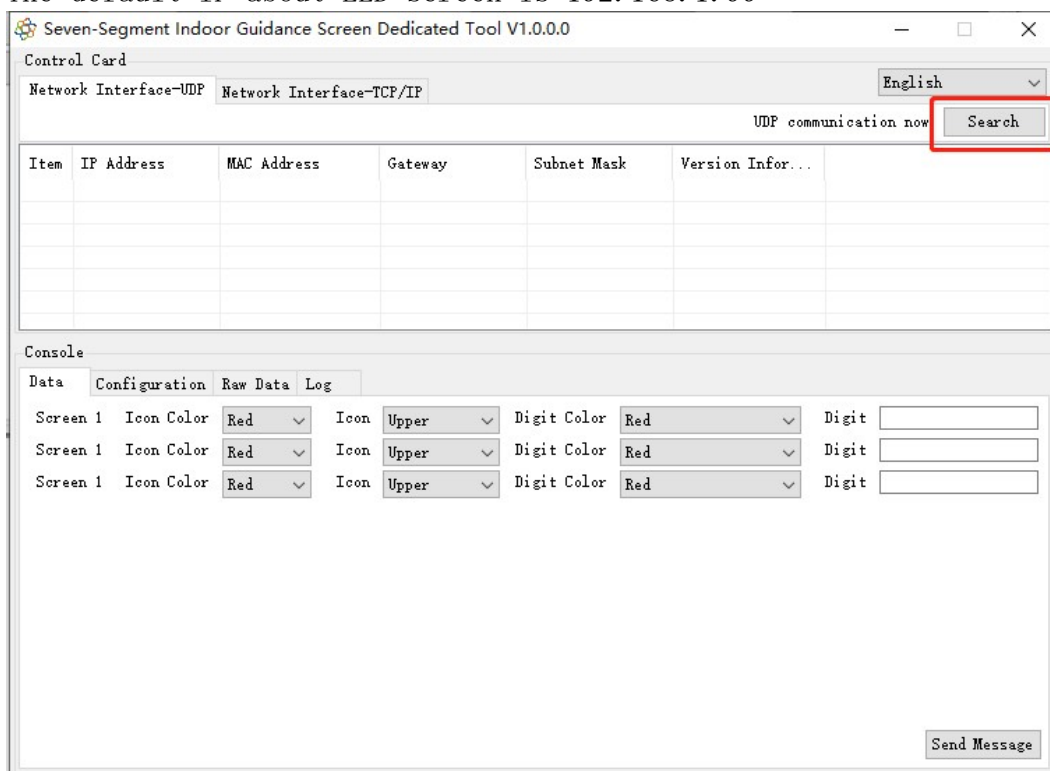 The default IP about LED screen is
Seven-Segment Indoor Guidance Screen Dedicated Tool V1.0.0.0
Control Card
Network Interface-UDP Network Interface-TCP/IP English
UDP communication now Search
Item IP Address MAC Address Gateway Subnet Mask Version Infor...
Console
Data Configuration Raw Data Log
Screen 1 Icon Color Red Icon Upper Digit Color Red Digit
Screen 1 Icon Color Red Icon Upper Digit Color Red Digit
Screen 1 Icon Color Red Icon Upper Digit Color Red Digit
Send Message